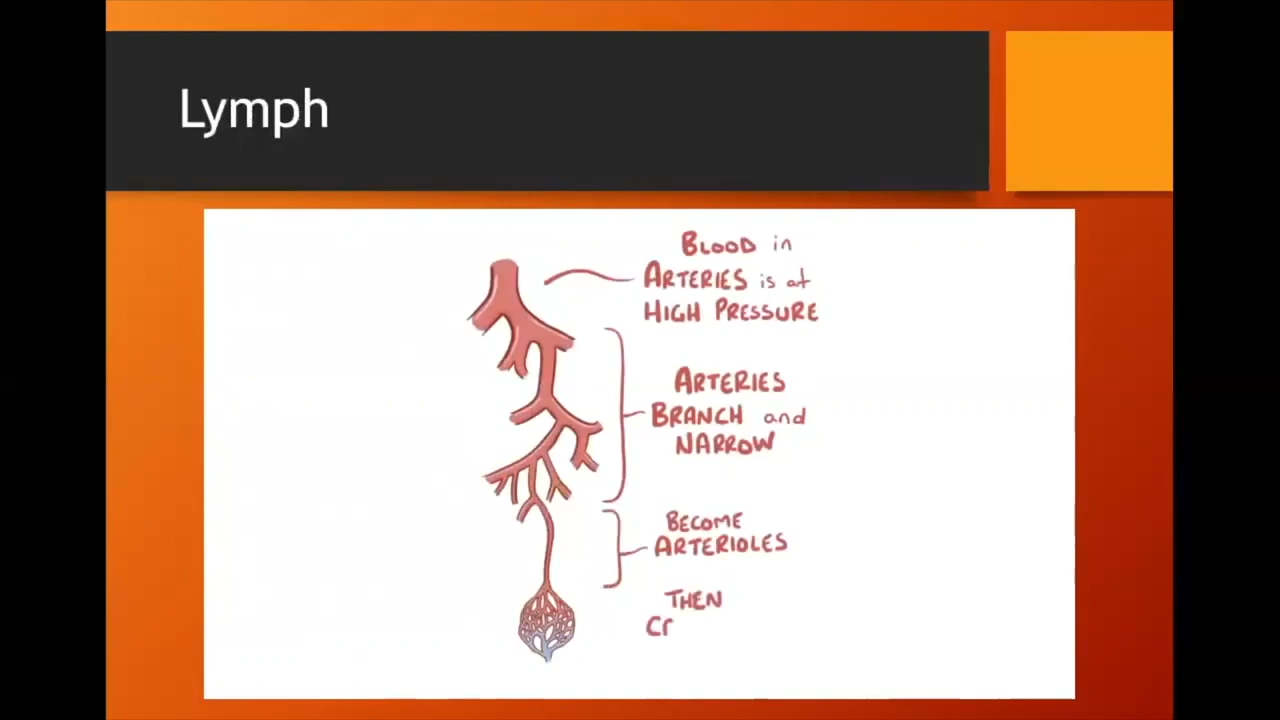 Lymph
BLOOD in
ARTERIES is at
HIGH PRESSURE
ARTERIES
BRANCH and
NARROW
BECOME
ARTERIOLES
THEN